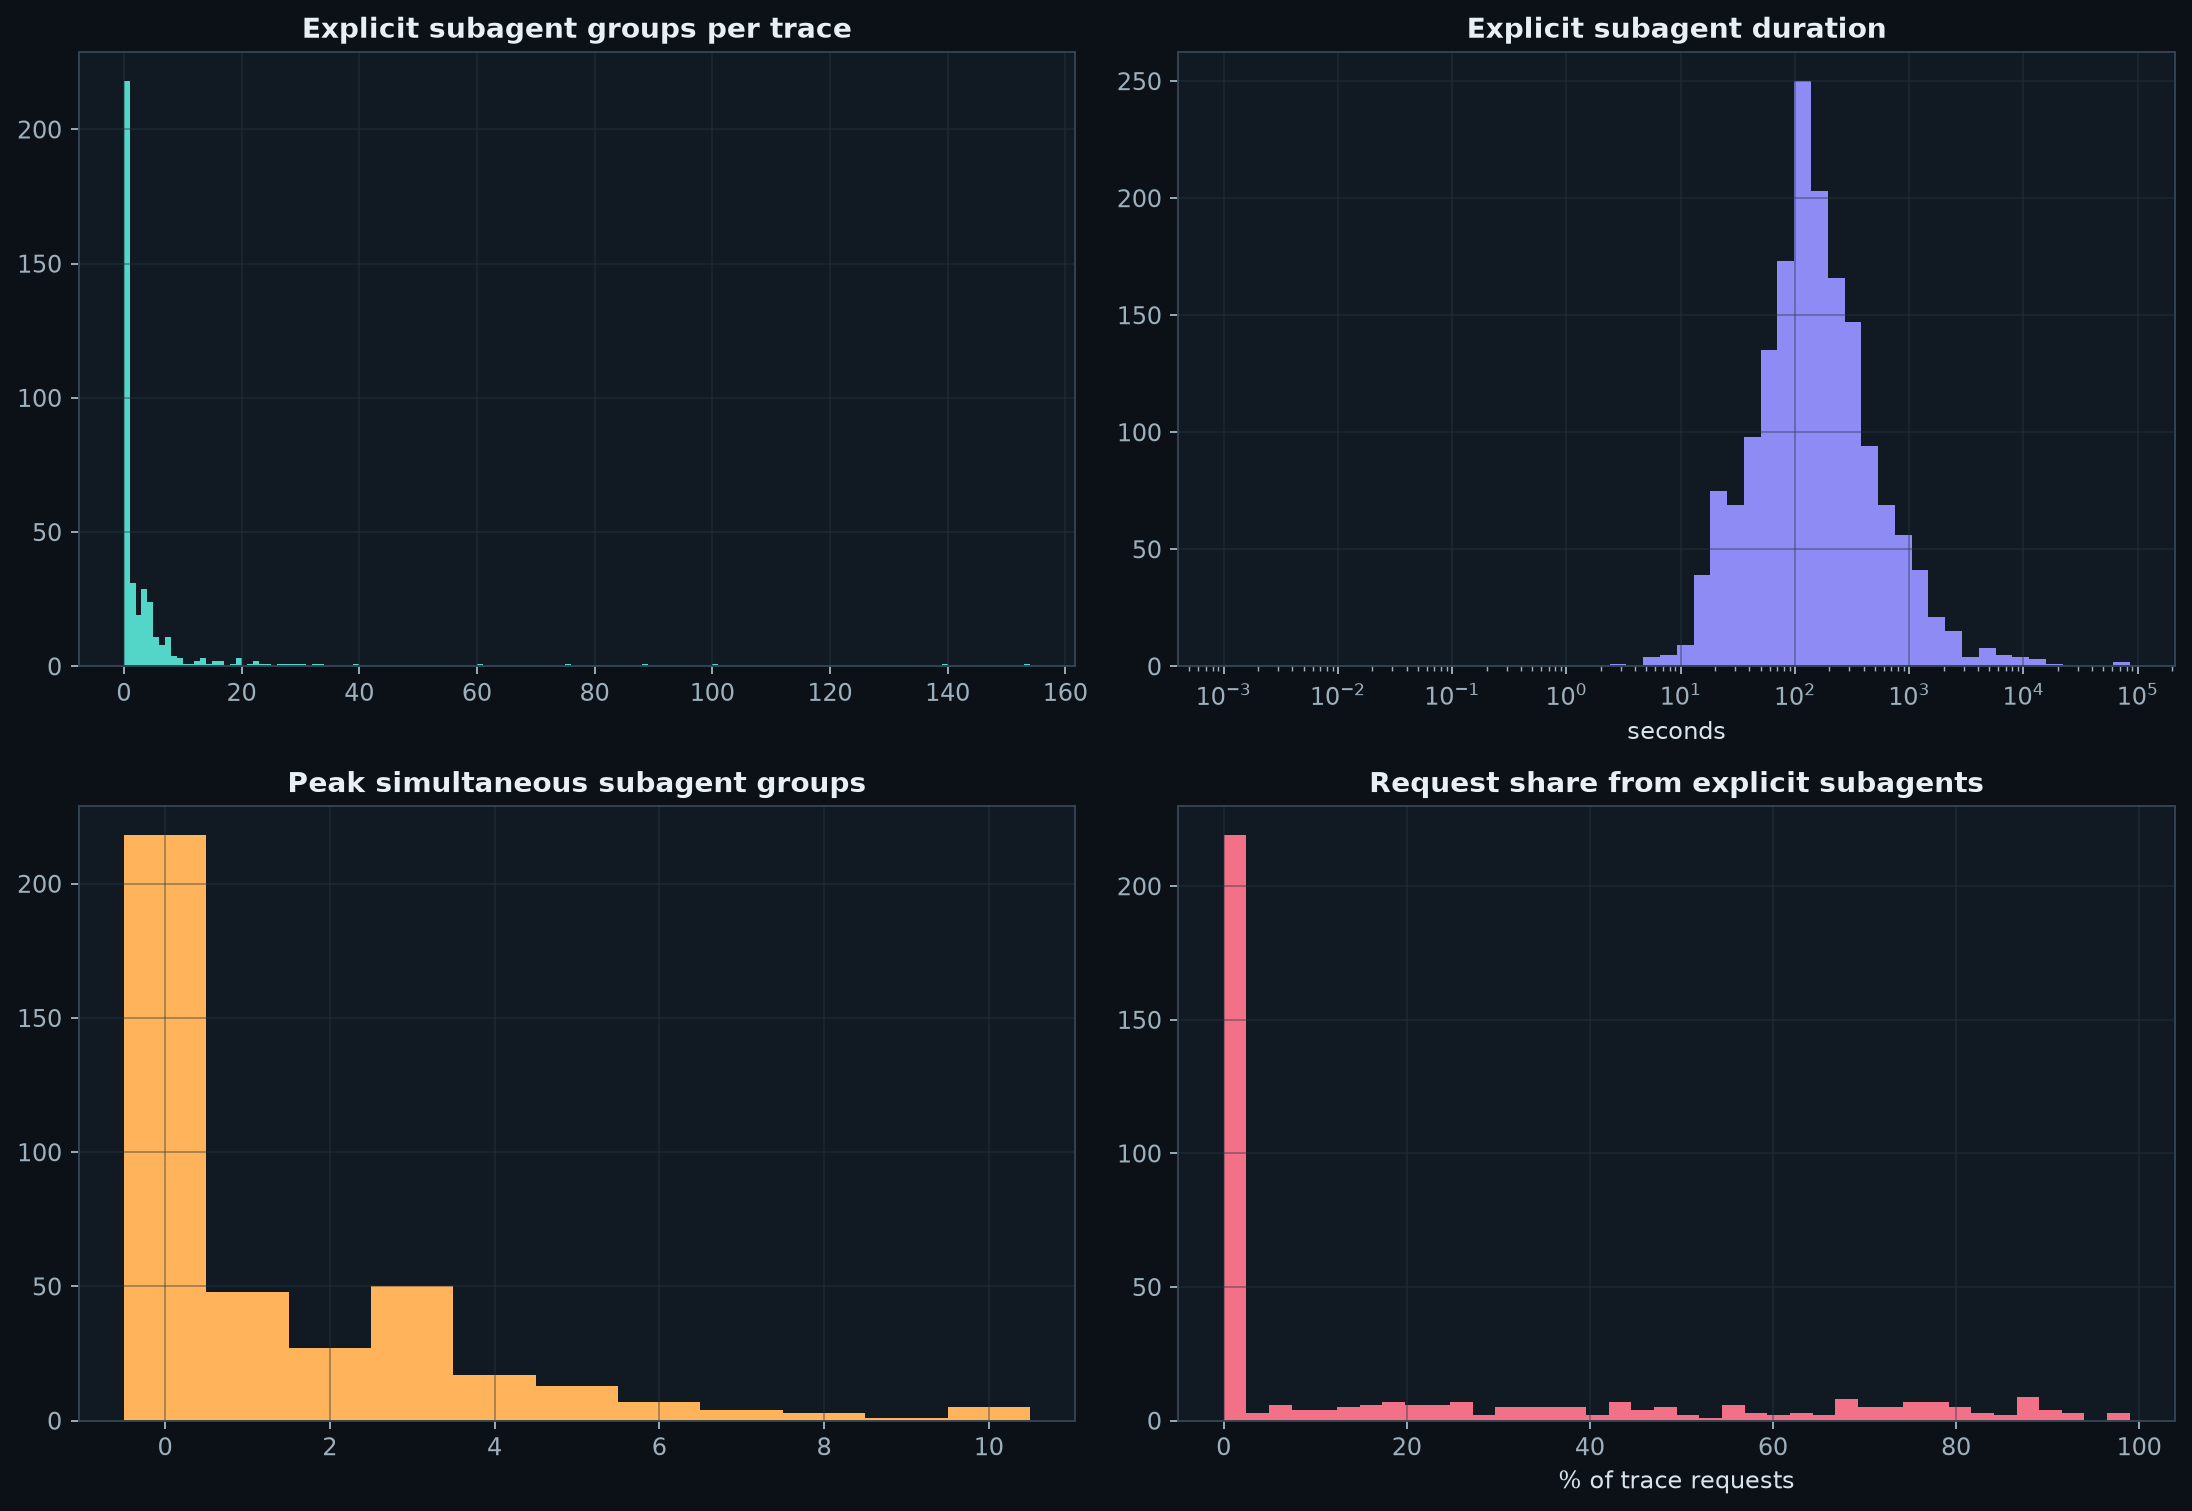 Explicit subagent groups per trace
200
150
100
50
0
0 20 40 60 80 100 120 140 160
Explicit subagent duration
250
200
150
100
50
0
10⁻³ 10⁻² 10⁻¹ 10⁰ 10¹ 10² 10³ 10⁴ 10⁵
seconds
Peak simultaneous subagent groups
200
150
100
50
0
0 2 4 6 8 10
Request share from explicit subagents
200
150
100
50
0
0 20 40 60 80 100
% of trace requests